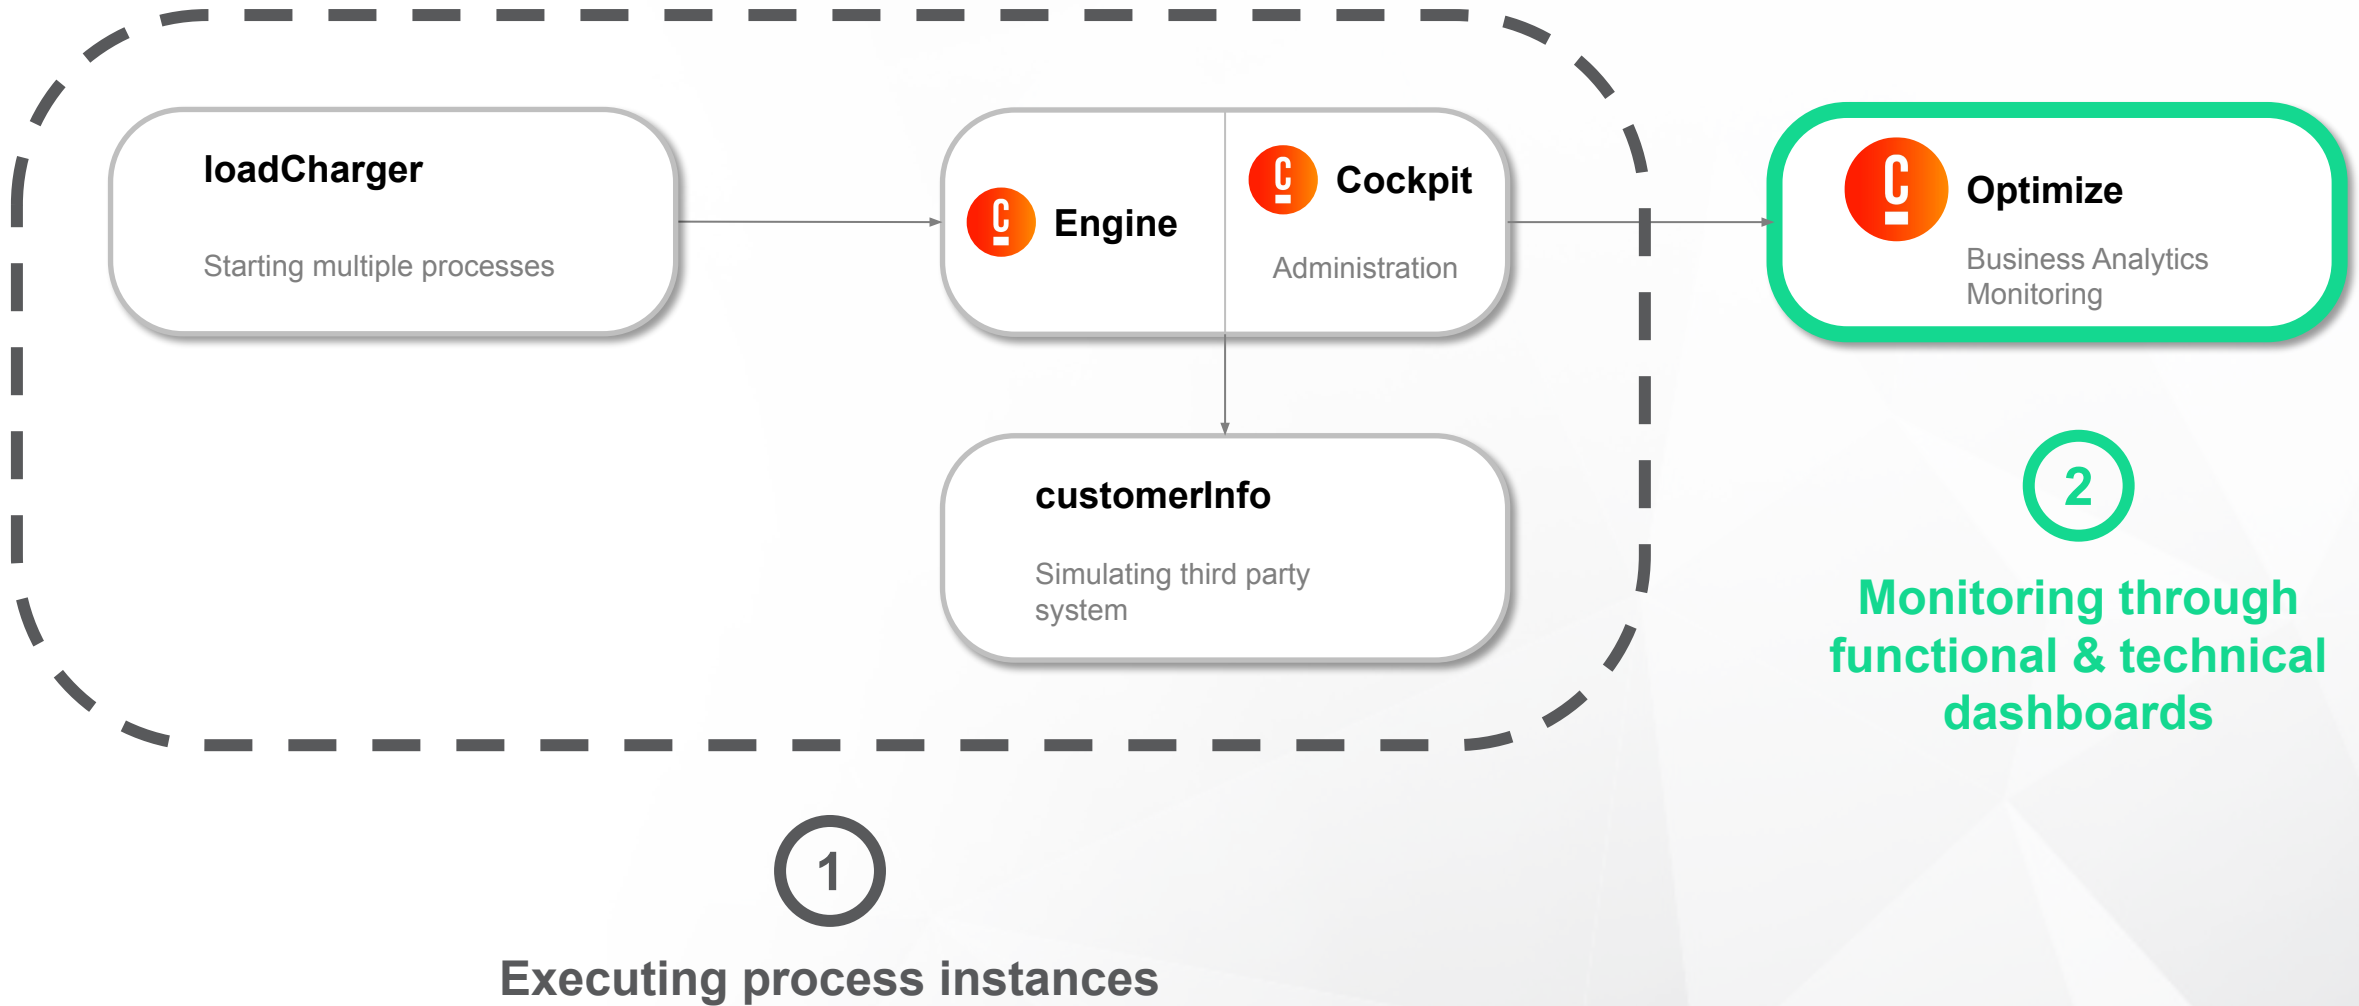 loadCharger
Starting multiple processes
Engine
Cockpit
Administration
Optimize
Business Analytics
Monitoring
customerInfo
Simulating third party
system
2
Monitoring through
functional & technical
dashboards
1
Executing process instances